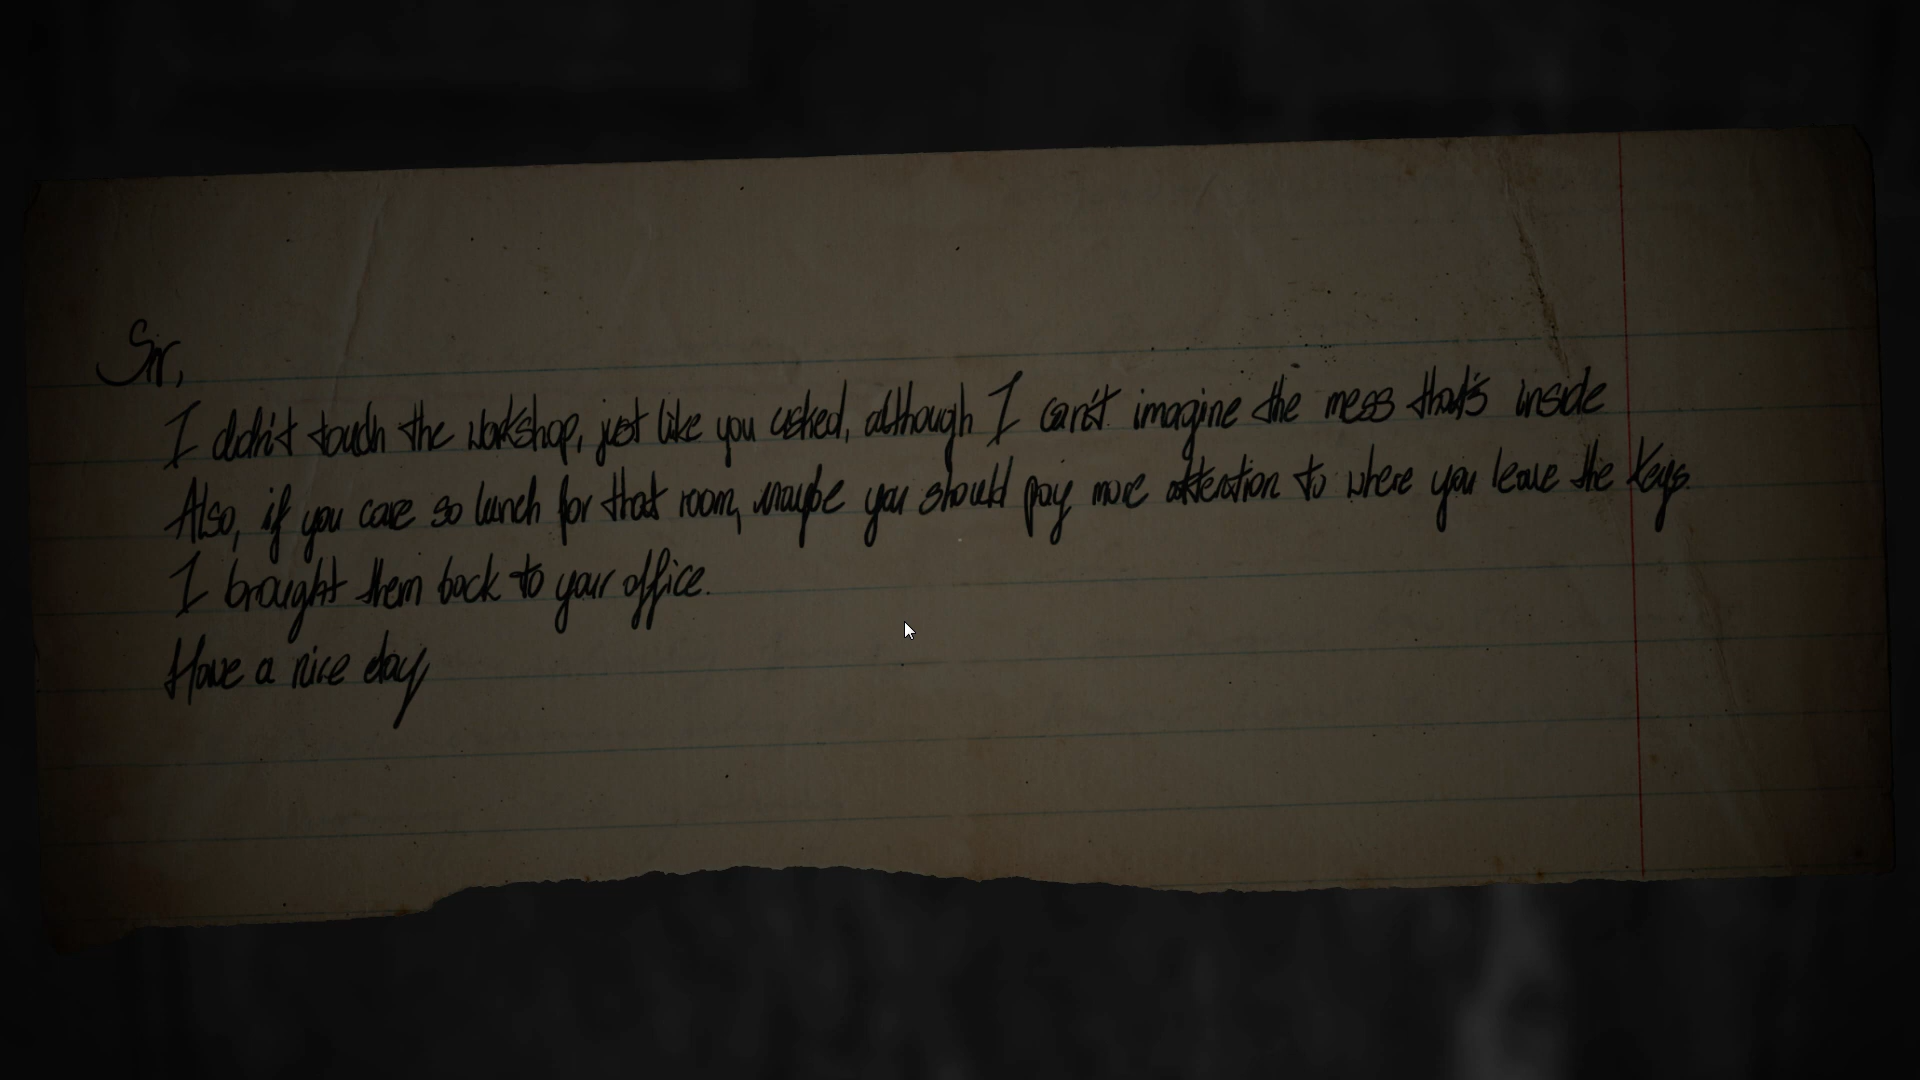 Sir,
I didn't touch the workshop, just like you asked, although I can't imagine the mess that's inside
Also, if you care so much for that room, maybe you should pay more attention to where you leave the keys.
I brought them back to your office.
Have a nice day